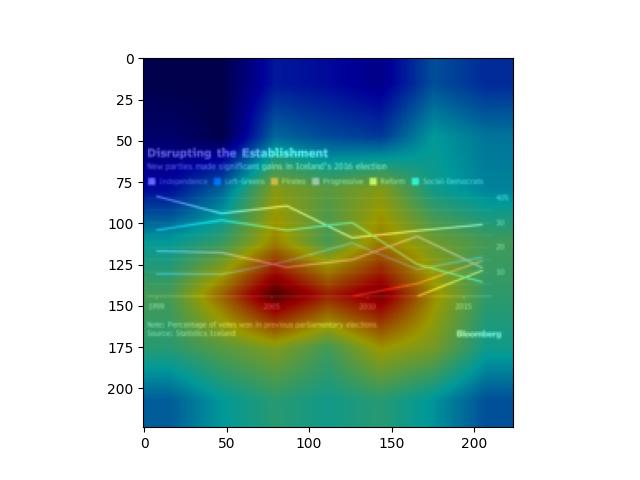 Disrupting the Establishment
New parties made significant gains in Iceland's 2016 election
Independence Left-Greens Pirates Progressive Reform Social-Democrats
40%
30
20
10
1999 2005 2010 2015
Note: Percentage of votes won in previous parliamentary elections
Source: Statistics Iceland
Bloomberg
0
25
50
75
100
125
150
175
200
0 50 100 150 200